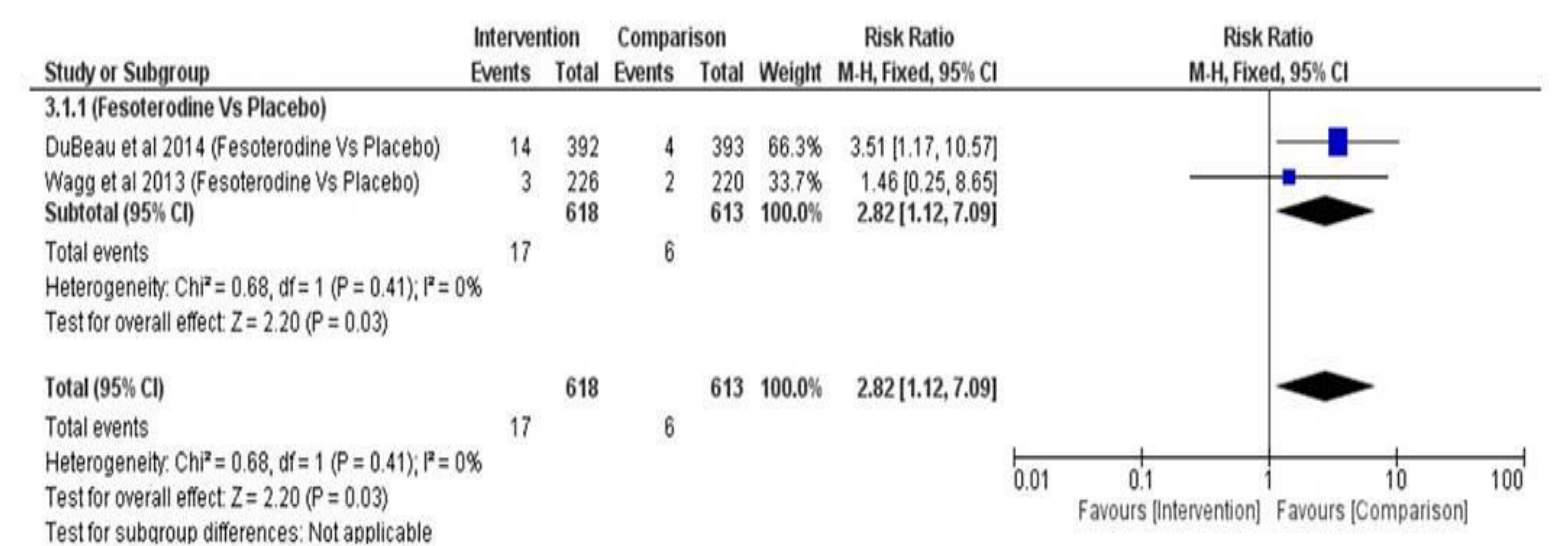 Intervention Comparison Risk Ratio Risk Ratio
Study or Subgroup Events Total Events Total Weight M-H, Fixed, 95% CI M-H, Fixed, 95% CI
3.1.1 (Fesoterodine Vs Placebo)
DuBeau et al 2014 (Fesoterodine Vs Placebo) 14 392 4 393 66.3% 3.51 [1.17, 10.57]
Wagg et al 2013 (Fesoterodine Vs Placebo) 3 226 2 220 33.7% 1.46 [0.25, 8.65]
Subtotal (95% CI) 618 613 100.0% 2.82 [1.12, 7.09]
Total events 17 6
Heterogeneity: Chi² = 0.68, df = 1 (P = 0.41); I² = 0%
Test for overall effect: Z = 2.20 (P = 0.03)
Total (95% CI) 618 613 100.0% 2.82 [1.12, 7.09]
Total events 17 6
Heterogeneity: Chi² = 0.68, df = 1 (P = 0.41); I² = 0%
Test for overall effect: Z = 2.20 (P = 0.03)
Test for subgroup differences: Not applicable
0.01 0.1 1 10 100
Favours [Intervention] Favours [Comparison]